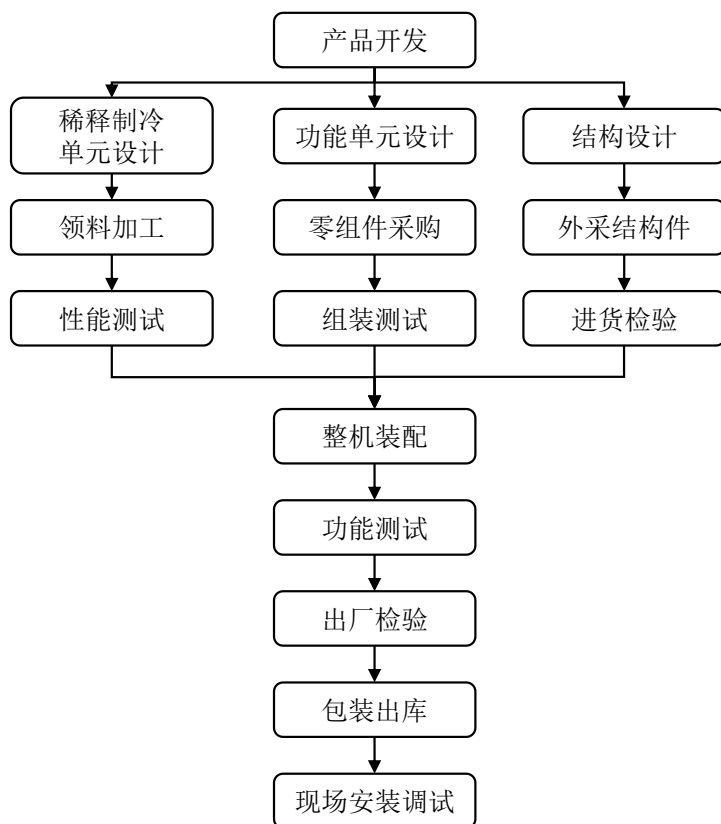 产品开发
稀释制冷
单元设计
功能单元设计
结构设计
领料加工
零组件采购
外采结构件
性能测试
组装测试
进货检验
整机装配
功能测试
出厂检验
包装出库
现场安装调试